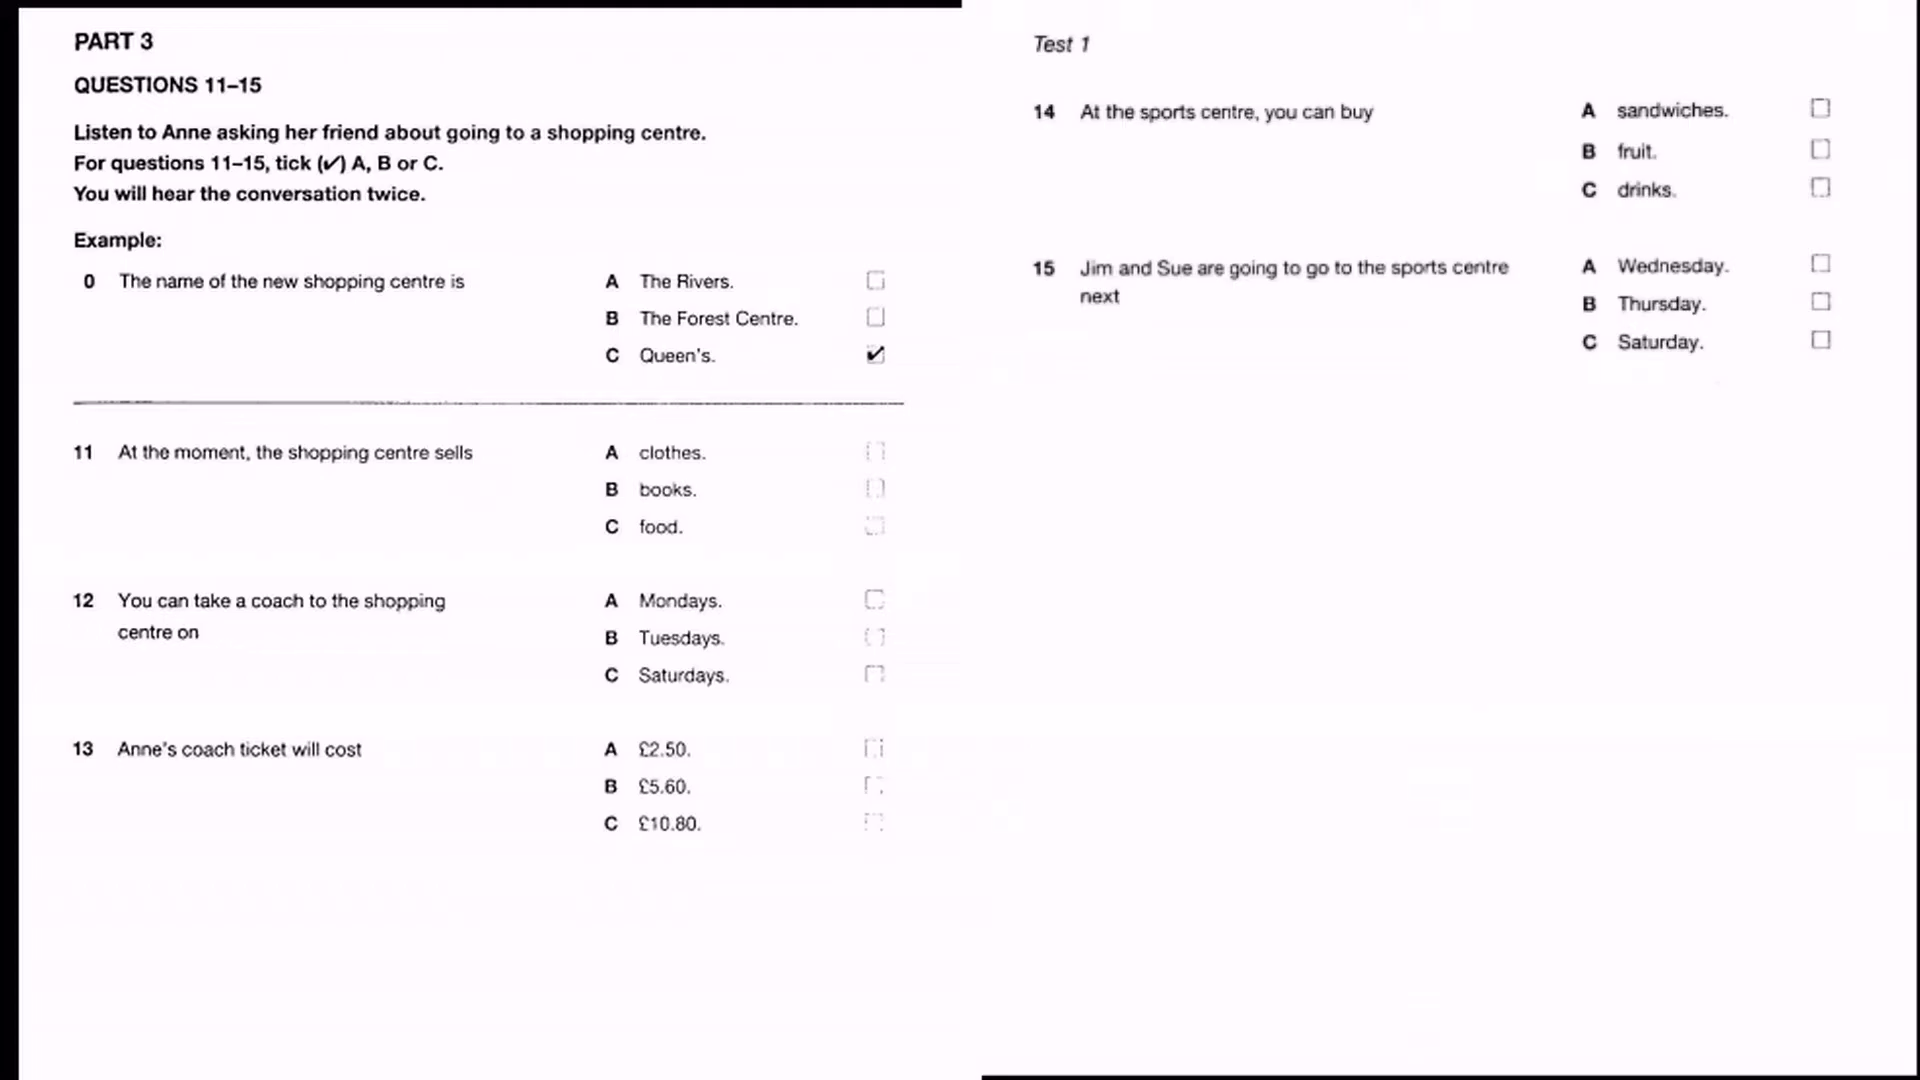 PART 3
QUESTIONS 11–15
Listen to Anne asking her friend about going to a shopping centre.
For questions 11–15, tick (✓) A, B or C.
You will hear the conversation twice.
Example:
0 The name of the new shopping centre is A The Rivers.
B The Forest Centre.
C Queen's. ✓
11 At the moment, the shopping centre sells A clothes.
B books.
C food.
12 You can take a coach to the shopping A Mondays.
centre on
B Tuesdays.
C Saturdays.
13 Anne's coach ticket will cost A £2.50.
B £5.60.
C £10.80.
Test 1
14 At the sports centre, you can buy A sandwiches.
B fruit.
C drinks.
15 Jim and Sue are going to go to the sports centre A Wednesday.
next
B Thursday.
C Saturday.